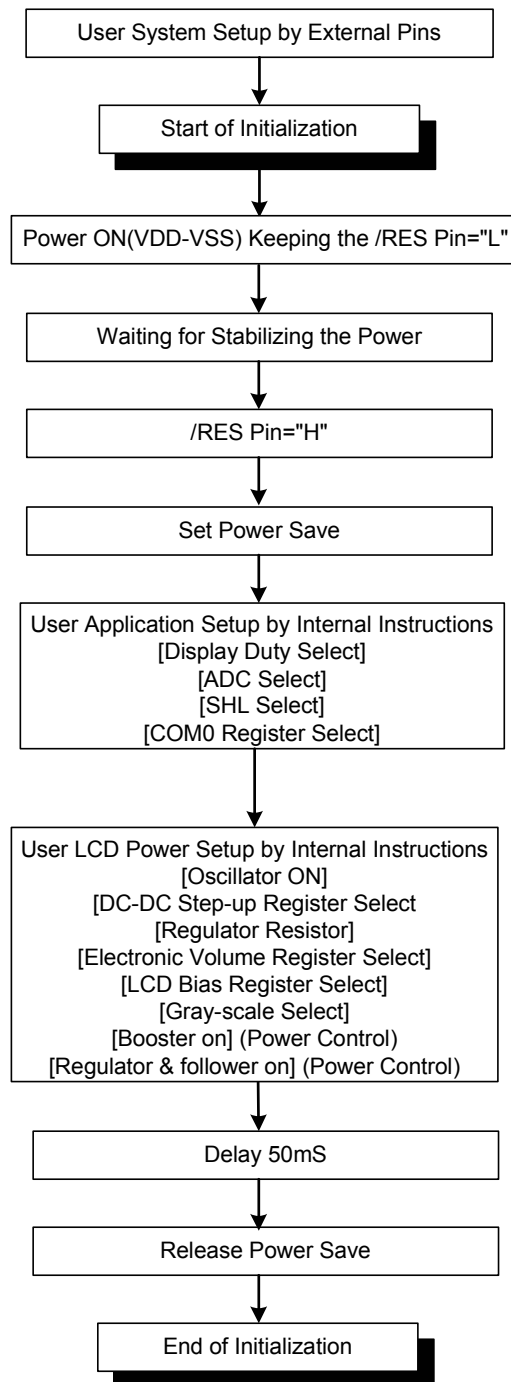 User System Setup by External Pins
Start of Initialization
Power ON(VDD-VSS) Keeping the /RES Pin="L"
Waiting for Stabilizing the Power
/RES Pin="H"
Set Power Save
User Application Setup by Internal Instructions
[Display Duty Select]
[ADC Select]
[SHL Select]
[COM0 Register Select]
User LCD Power Setup by Internal Instructions
[Oscillator ON]
[DC-DC Step-up Register Select
[Regulator Resistor]
[Electronic Volume Register Select]
[LCD Bias Register Select]
[Gray-scale Select]
[Booster on] (Power Control)
[Regulator & follower on] (Power Control)
Delay 50mS
Release Power Save
End of Initialization